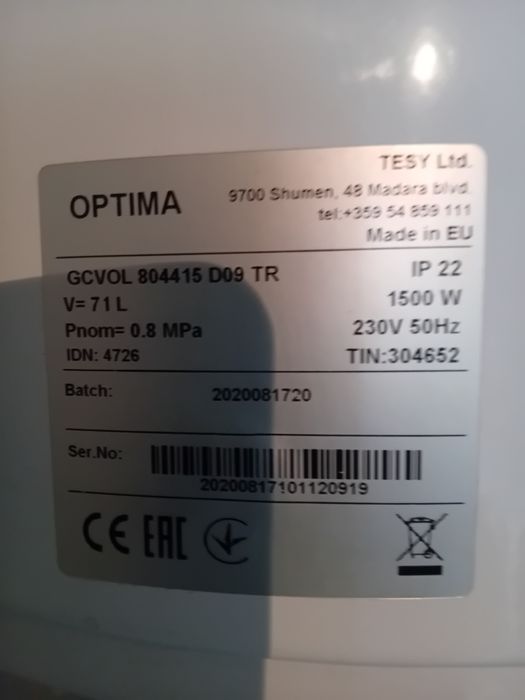 TESY Ltd.
OPTIMA
9700 Shumen, 48 Madara blvd.
tel:+359 54 859 111
Made in EU
GCVOL 804415 D09 TR
IP 22
V= 71 L
1500 W
Pnom= 0.8 MPa
230V 50Hz
IDN: 4726
TIN:304652
Batch:
2020081720
Ser.No:
20200817101120919
CE EAC